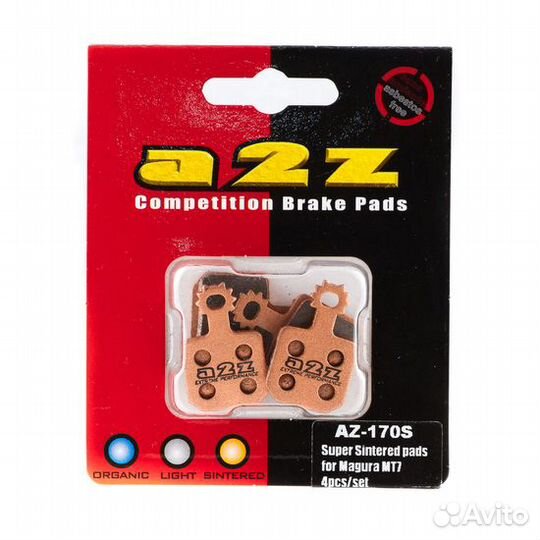 asbestos
free
a2z
Competition Brake Pads
a2z
EXTREME PERFORMANCE
a2z
EXTREME PERFORMANCE
AZ-170S
Super Sintered pads
for Magura MT7
4pcs/set
ORGANIC LIGHT SINTERED
Avito